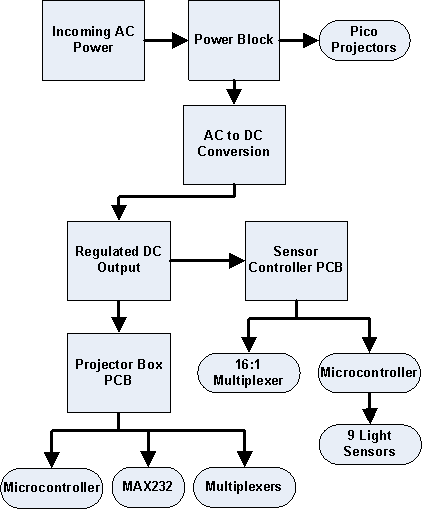 Incoming AC
Power
Power Block
Pico
Projectors
AC to DC
Conversion
Regulated DC
Output
Sensor
Controller PCB
Projector Box
PCB
16:1
Multiplexer
Microcontroller
9 Light
Sensors
Microcontroller
MAX232
Multiplexers